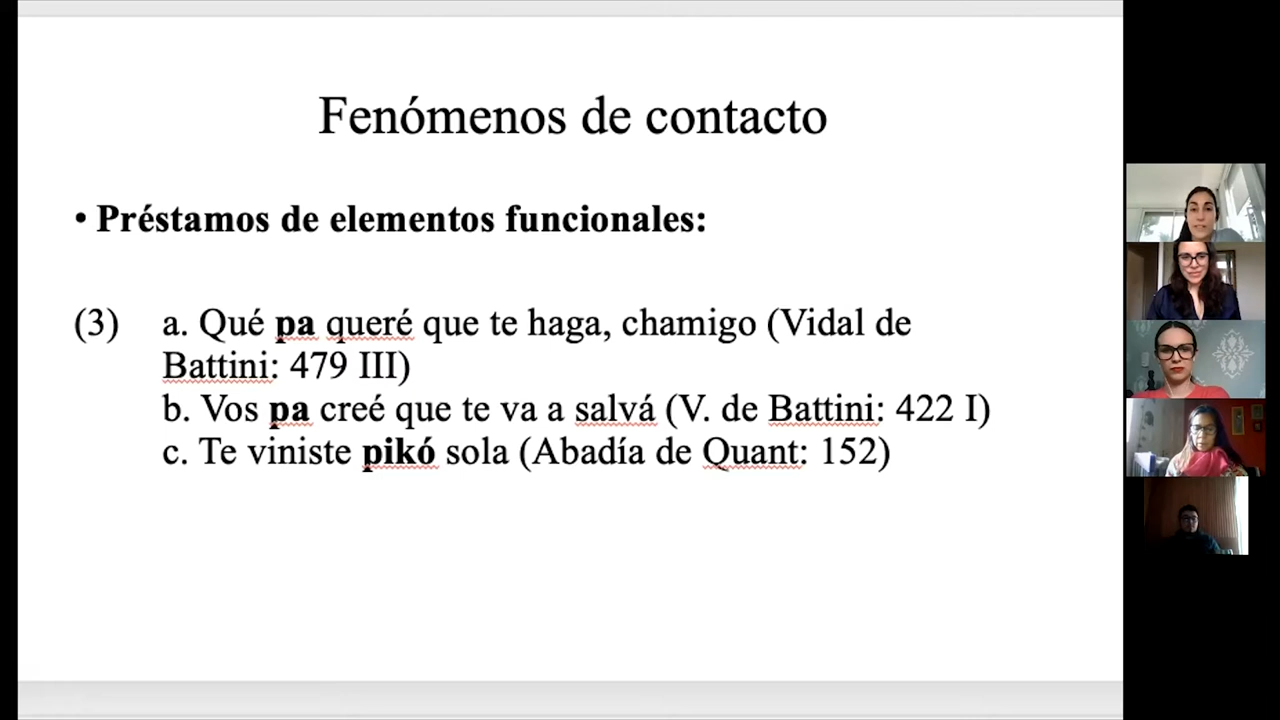 Fenómenos de contacto
• Préstamos de elementos funcionales:
(3) a. Qué pa queré que te haga, chamigo (Vidal de
Battini: 479 III)
b. Vos pa creé que te va a salvá (V. de Battini: 422 I)
c. Te viniste pikó sola (Abadía de Quant: 152)